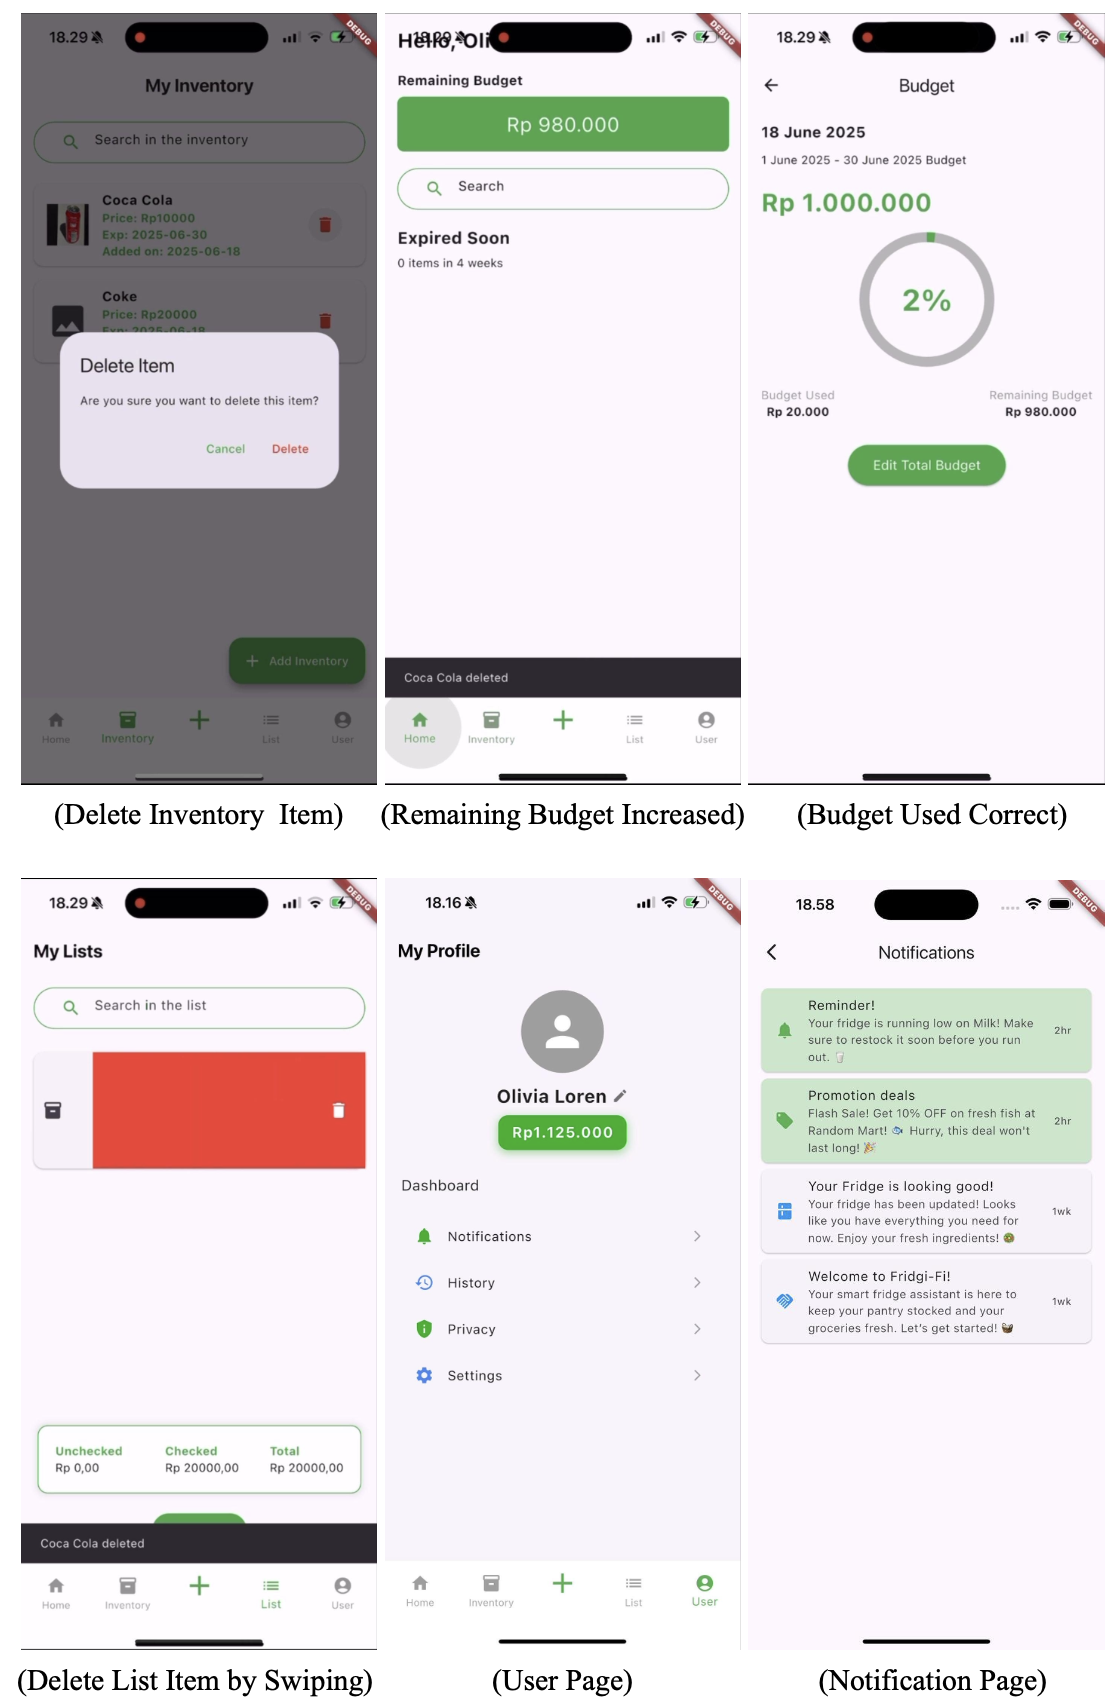 18.29
DEBUG
My Inventory
Search in the inventory
Coca Cola
Price: Rp10000
Exp: 2025-06-30
Added on: 2025-06-18
Coke
Price: Rp20000
Exp: 2025-06-18
Delete Item
Are you sure you want to delete this item?
Cancel Delete
+ Add Inventory
Home Inventory List User
(Delete Inventory Item)
Hello, Oli
18.29
DEBUG
Remaining Budget
Rp 980.000
Search
Expired Soon
0 items in 4 weeks
Coca Cola deleted
Home Inventory List User
(Remaining Budget Increased)
18.29
DEBUG
Budget
18 June 2025
1 June 2025 - 30 June 2025 Budget
Rp 1.000.000
2%
Budget Used Remaining Budget
Rp 20.000 Rp 980.000
Edit Total Budget
(Budget Used Correct)
18.29
DEBUG
My Lists
Search in the list
Unchecked Checked Total
Rp 0,00 Rp 20000,00 Rp 20000,00
Coca Cola deleted
Home Inventory List User
(Delete List Item by Swiping)
18.16
DEBUG
My Profile
Olivia Loren
Rp1.125.000
Dashboard
Notifications
History
Privacy
Settings
Home Inventory List User
(User Page)
18.58
DEBUG
Notifications
Reminder!
Your fridge is running low on Milk! Make
sure to restock it soon before you run
out. 🥛
2hr
Promotion deals
Flash Sale! Get 10% OFF on fresh fish at
Random Mart! 🐟 Hurry, this deal won't
last long! 🎉
2hr
Your Fridge is looking good!
Your fridge has been updated! Looks
like you have everything you need for
now. Enjoy your fresh ingredients! 🥝
1wk
Welcome to Fridgi-Fi!
Your smart fridge assistant is here to
keep your pantry stocked and your
groceries fresh. Let's get started! 🧺
1wk
(Notification Page)